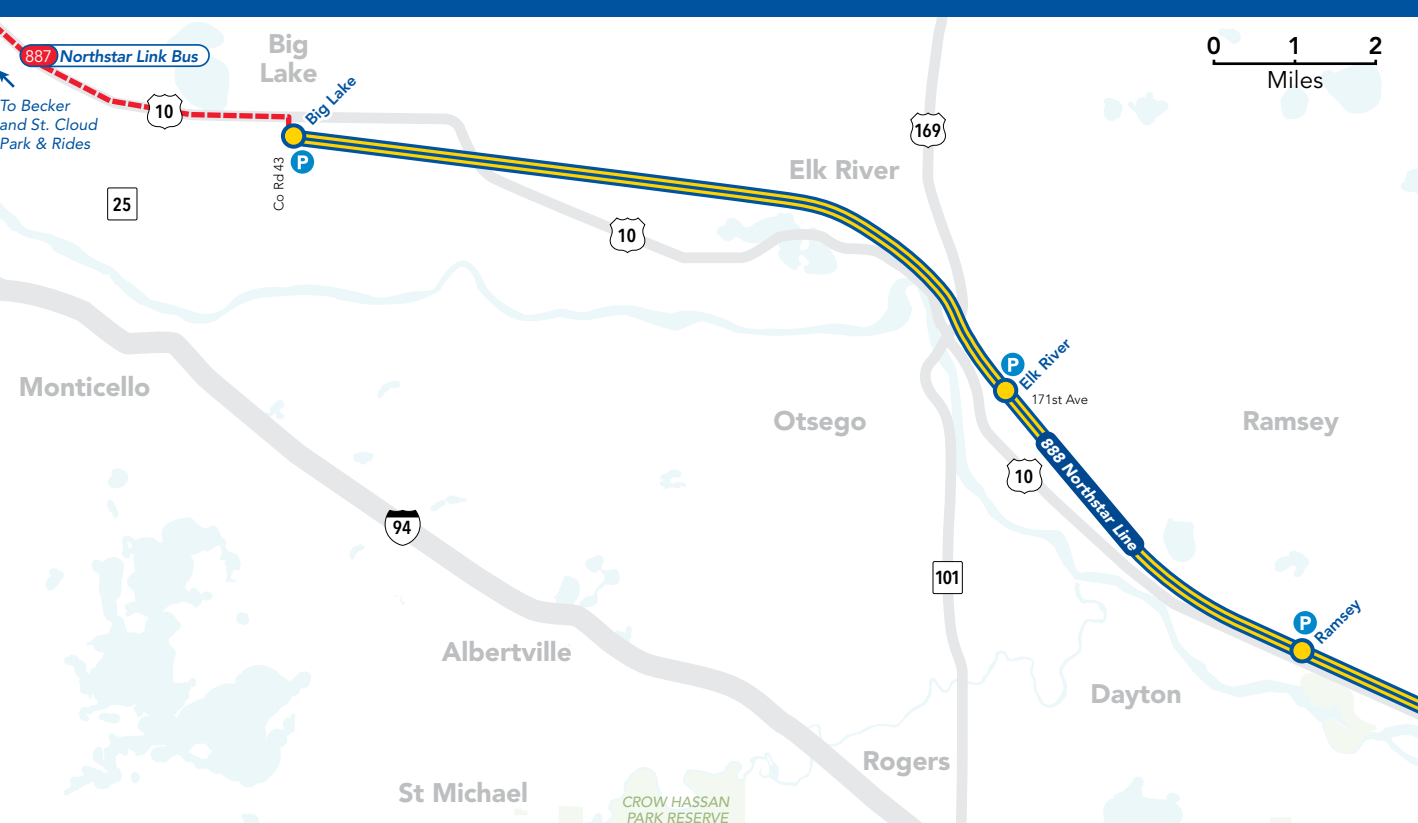 887 Northstar Link Bus
To Becker
and St. Cloud
Park & Rides
10
Big
Lake
Big Lake
P
Co Rd 43
25
169
0 1 2
Miles
Elk River
10
Monticello
P
Elk River
171st Ave
Otsego
Ramsey
888 Northstar Line
10
94
101
P
Ramsey
Albertville
Dayton
Rogers
St Michael
CROW HASSAN
PARK RESERVE